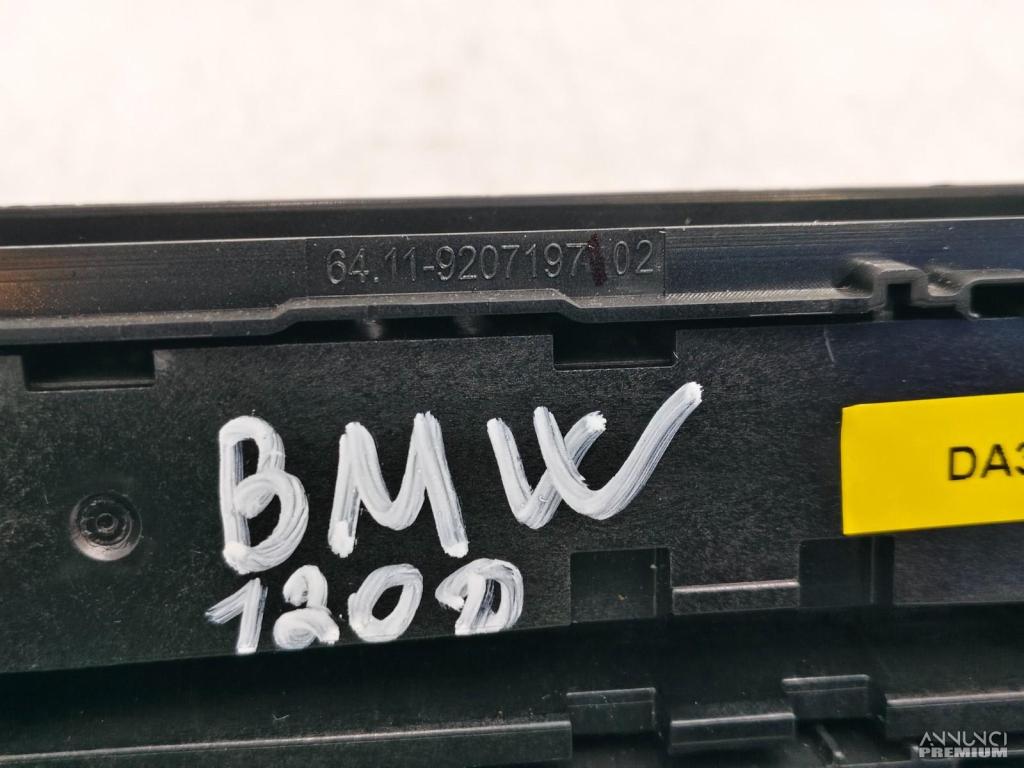 64.11-9207197 02
BMW
120D
DA3
ANNUNCI
PREMIUM